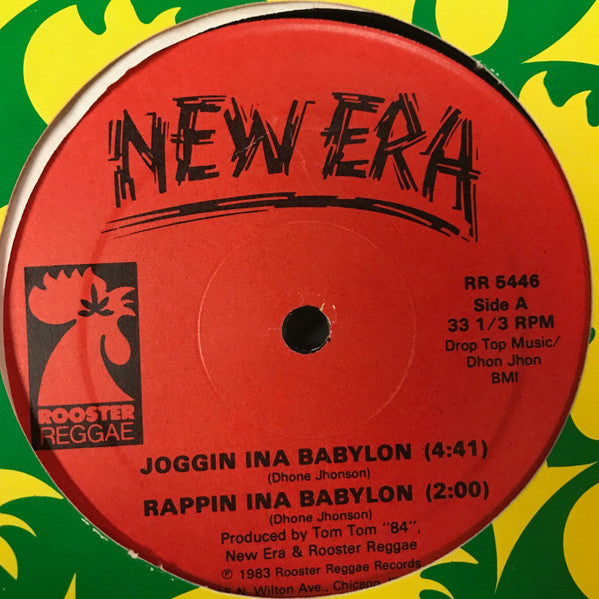 NEW ERA
RR 5446
Side A
33 1/3 RPM
Drop Top Music/
Dhon Jhon
BMI
ROOSTER
REGGAE
JOGGIN INA BABYLON (4:41)
(Dhone Jhonson)
RAPPIN INA BABYLON (2:00)
(Dhone Jhonson)
Produced by Tom Tom "84",
New Era & Rooster Reggae
℗ 1983 Rooster Reggae Records
N. Wilton Ave., Chicago,